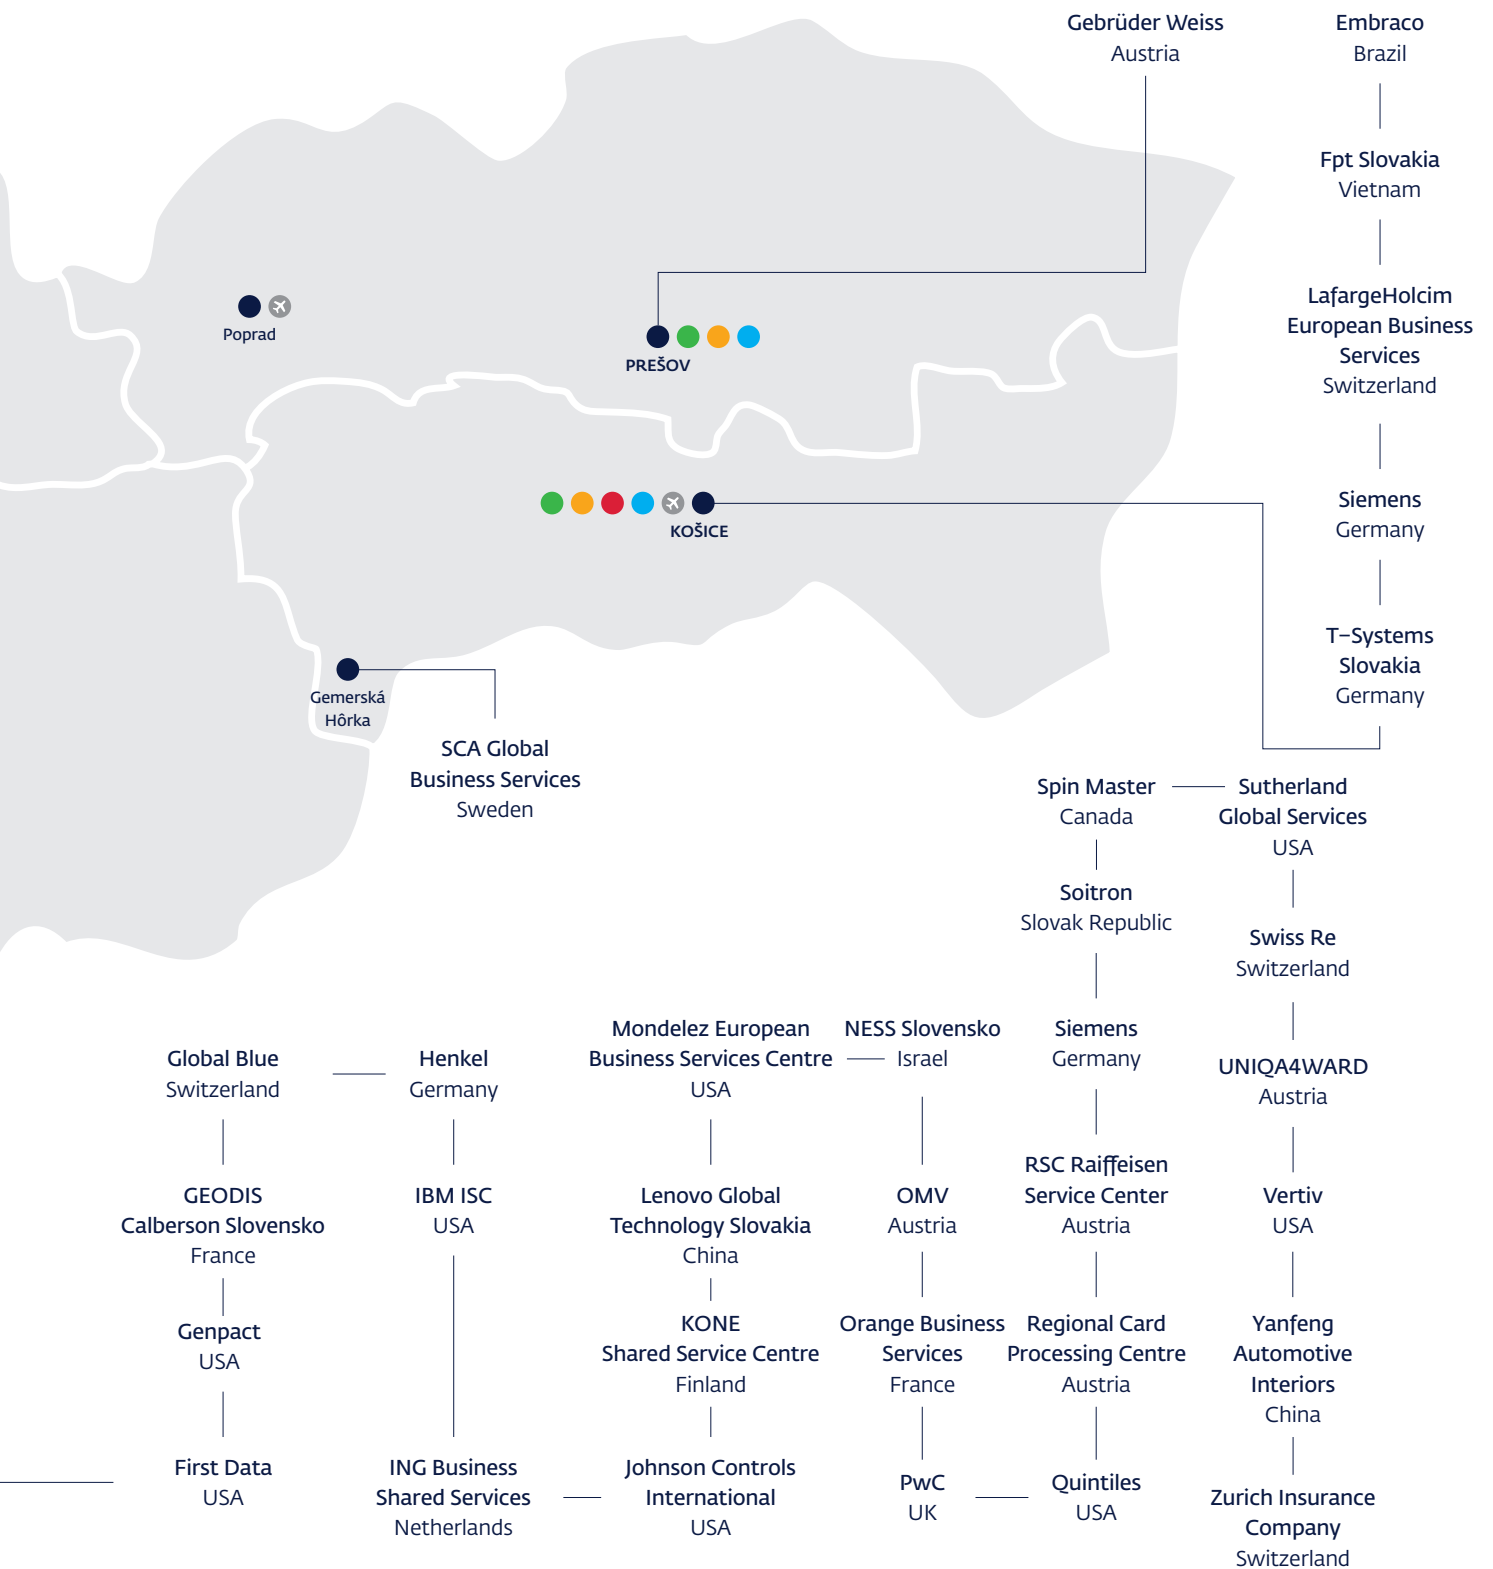 Gebrüder Weiss
Austria
Embraco
Brazil
Fpt Slovakia
Vietnam
LafargeHolcim
European Business
Services
Switzerland
Siemens
Germany
T–Systems
Slovakia
Germany
Poprad
PREŠOV
KOŠICE
Gemerská
Hôrka
SCA Global
Business Services
Sweden
Spin Master
Canada
Soitron
Slovak Republic
Siemens
Germany
RSC Raiffeisen
Service Center
Austria
Regional Card
Processing Centre
Austria
Quintiles
USA
Sutherland
Global Services
USA
Swiss Re
Switzerland
UNIQA4WARD
Austria
Vertiv
USA
Yanfeng
Automotive
Interiors
China
Zurich Insurance
Company
Switzerland
Global Blue
Switzerland
GEODIS
Calberson Slovensko
France
Genpact
USA
First Data
USA
Henkel
Germany
IBM ISC
USA
ING Business
Shared Services
Netherlands
Mondelez European
Business Services Centre
USA
Lenovo Global
Technology Slovakia
China
KONE
Shared Service Centre
Finland
Johnson Controls
International
USA
NESS Slovensko
Israel
OMV
Austria
Orange Business
Services
France
PwC
UK